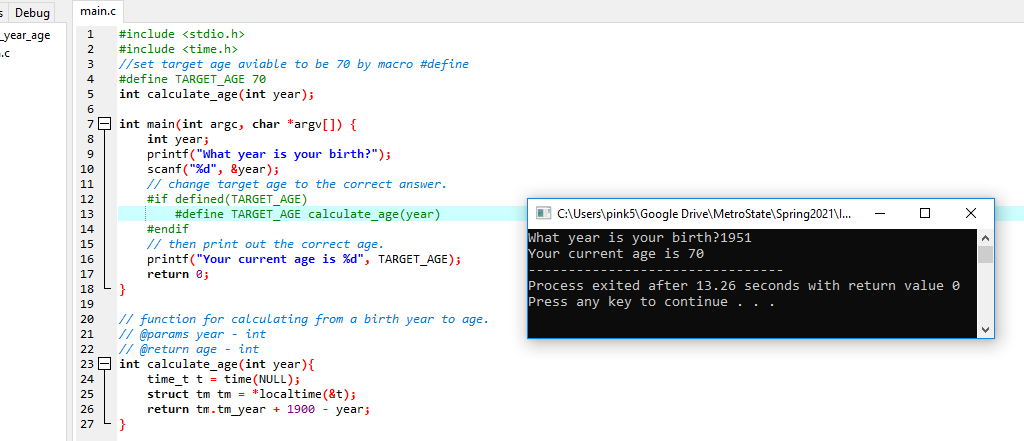 s Debug
main.c
_year_age
.c
1 #include <stdio.h>
2 #include <time.h>
3 //set target age aviable to be 70 by macro #define
4 #define TARGET_AGE 70
5 int calculate_age(int year);
6
7 int main(int argc, char *argv[]) {
8 int year;
9 printf("What year is your birth?");
10 scanf("%d", &year);
11 // change target age to the correct answer.
12 #if defined(TARGET_AGE)
13 #define TARGET_AGE calculate_age(year)
14 #endif
15 // then print out the correct age.
16 printf("Your current age is %d", TARGET_AGE);
17 return 0;
18 }
19
20 // function for calculating from a birth year to age.
21 // @params year - int
22 // @return age - int
23 int calculate_age(int year){
24 time_t t = time(NULL);
25 struct tm tm = *localtime(&t);
26 return tm.tm_year + 1900 - year;
27 }
C:\Users\pink5\Google Drive\MetroState\Spring2021\I...
What year is your birth?1951
Your current age is 70
--------------------------------
Process exited after 13.26 seconds with return value 0
Press any key to continue . . .